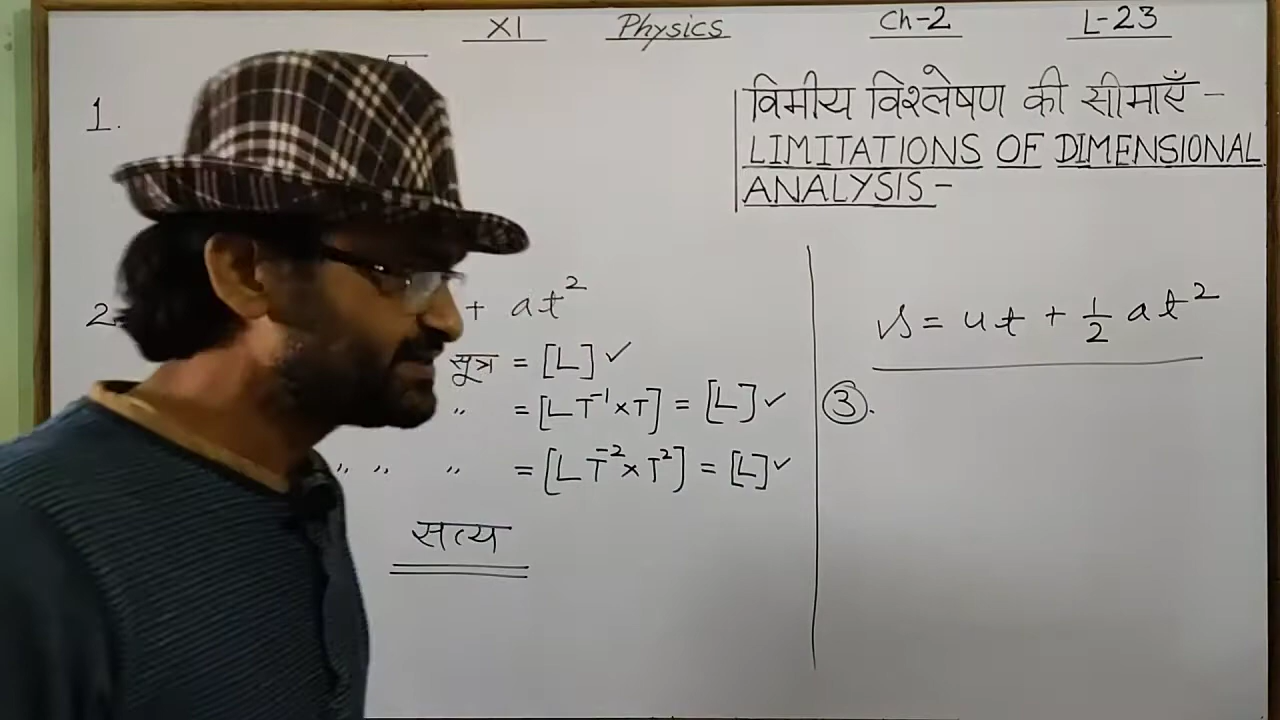 XI Physics Ch-2 L-23
विमीय विश्लेषण की सीमाएँ -
LIMITATIONS OF DIMENSIONAL
ANALYSIS -
1.
2.
+ at²
सूत्र = [L] ✓
" = [LT⁻¹×T] = [L] ✓
" " " = [LT⁻²×T²] = [L] ✓
सत्य
s = ut + 1/2 at²
③.